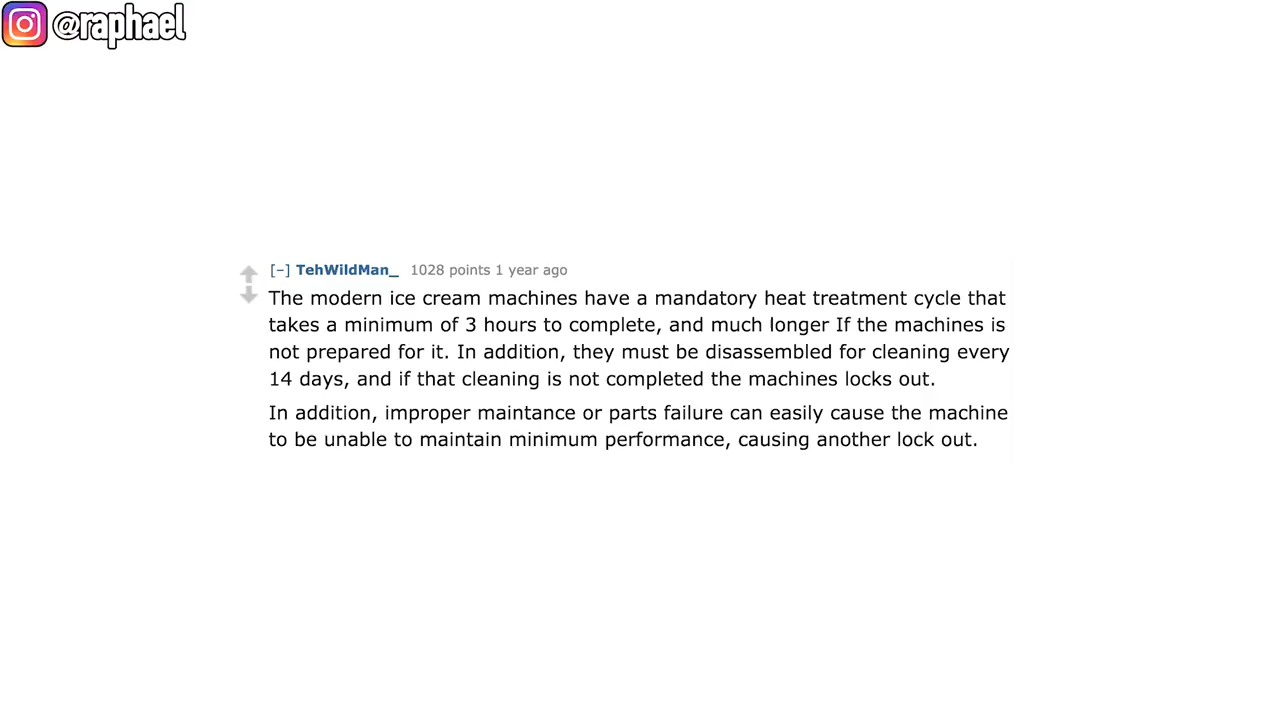 @raphael
[–] TehWildMan_ 1028 points 1 year ago
The modern ice cream machines have a mandatory heat treatment cycle that
takes a minimum of 3 hours to complete, and much longer If the machines is
not prepared for it. In addition, they must be disassembled for cleaning every
14 days, and if that cleaning is not completed the machines locks out.
In addition, improper maintance or parts failure can easily cause the machine
to be unable to maintain minimum performance, causing another lock out.